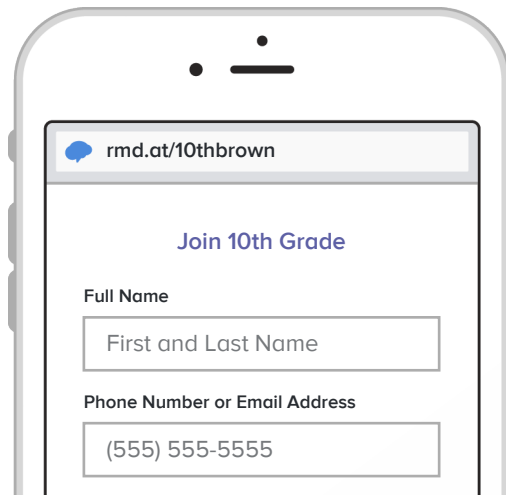 rmd.at/10thbrown
Join 10th Grade
Full Name
First and Last Name
Phone Number or Email Address
(555) 555-5555